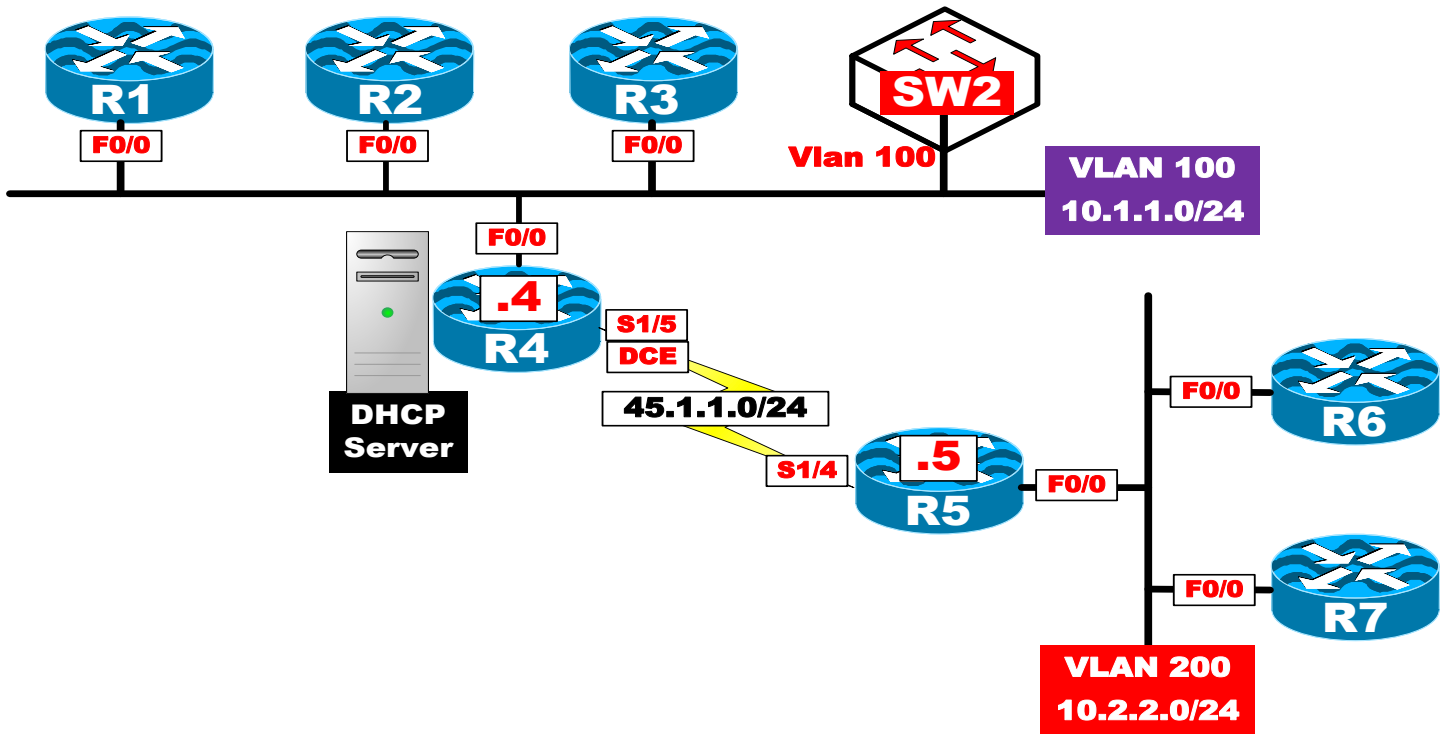 R1
R2
R3
SW2
F0/0
F0/0
F0/0
Vlan 100
VLAN 100
10.1.1.0/24
F0/0
.4
R4
S1/5
DCE
DHCP
Server
45.1.1.0/24
S1/4
.5
R5
F0/0
F0/0
R6
F0/0
R7
VLAN 200
10.2.2.0/24